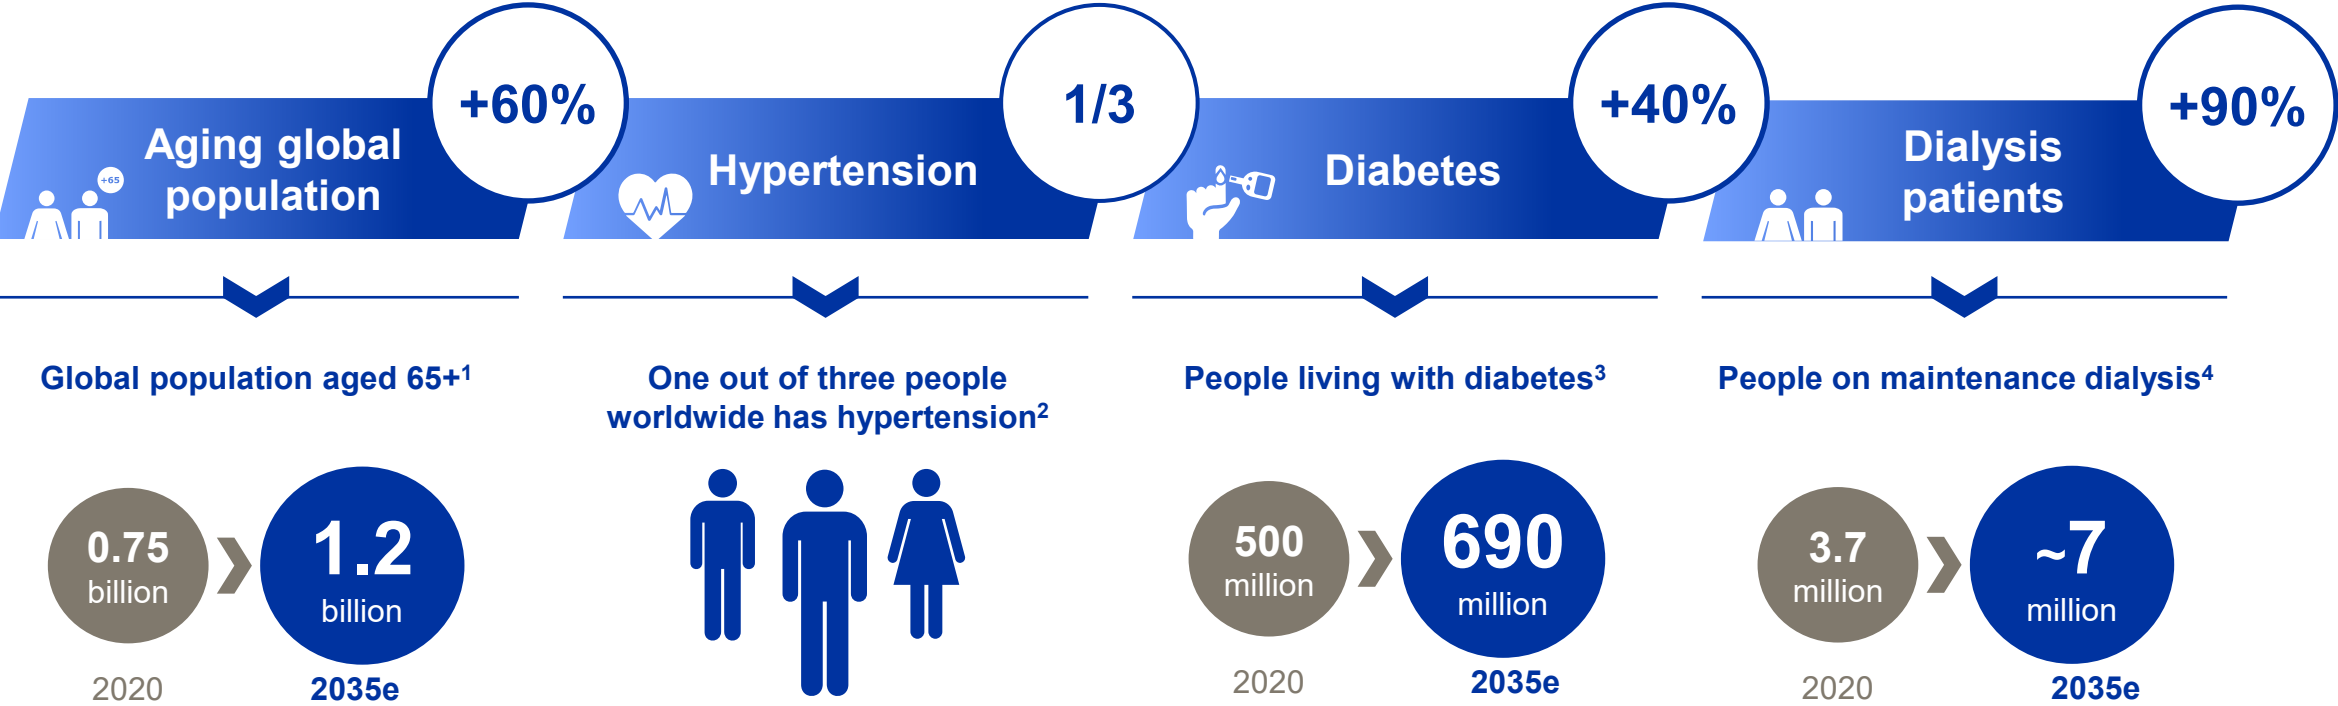 Aging global
population
+65
+60%
Hypertension
1/3
Diabetes
+40%
Dialysis
patients
+90%
Global population aged 65+¹
One out of three people
worldwide has hypertension²
People living with diabetes³
People on maintenance dialysis⁴
0.75
billion
2020
1.2
billion
2035e
500
million
2020
690
million
2035e
3.7
million
2020
~7
million
2035e